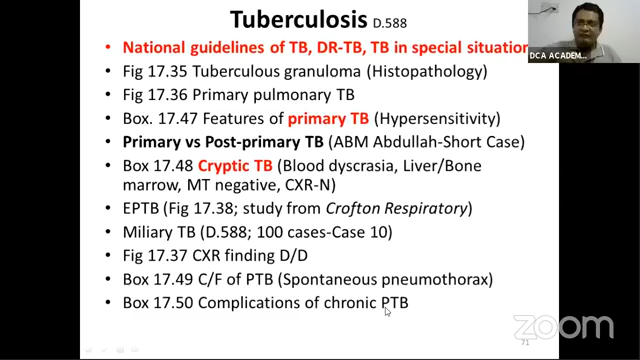 Tuberculosis D.588
• National guidelines of TB, DR-TB, TB in special situation
• Fig 17.35 Tuberculous granuloma (Histopathology)
• Fig 17.36 Primary pulmonary TB
• Box. 17.47 Features of primary TB (Hypersensitivity)
• Primary vs Post-primary TB (ABM Abdullah-Short Case)
• Box 17.48 Cryptic TB (Blood dyscrasia, Liver/Bone
marrow, MT negative, CXR-N)
• EPTB (Fig 17.38; study from Crofton Respiratory)
• Miliary TB (D.588; 100 cases-Case 10)
• Fig 17.37 CXR finding D/D
• Box 17.49 C/F of PTB (Spontaneous pneumothorax)
• Box 17.50 Complications of chronic PTB
DCA ACADEM...
zoom
71